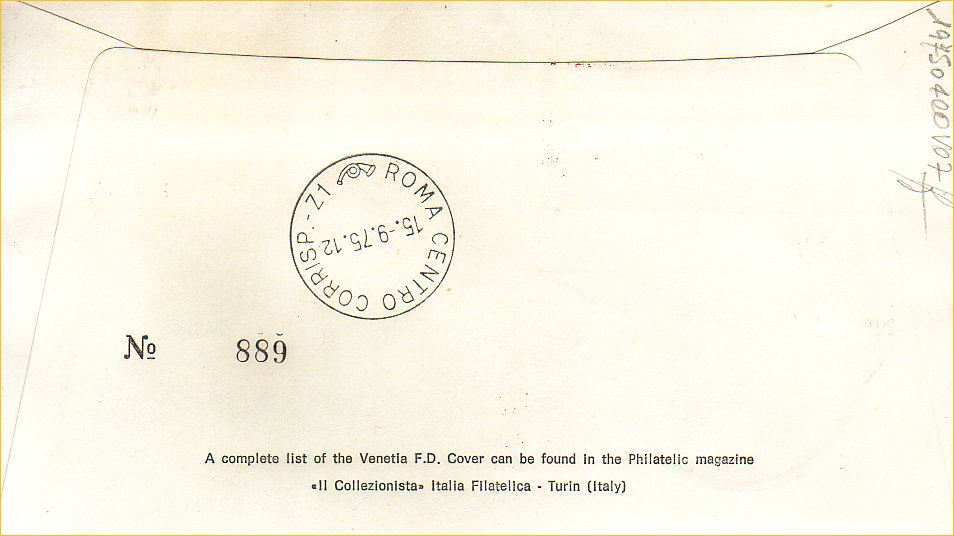 ROMA CENTRO CORRISP.-Z1
15.-9.75.12
№ 889
A complete list of the Venetia F.D. Cover can be found in the Philatelic magazine
«Il Collezionista» Italia Filatelica - Turin (Italy)